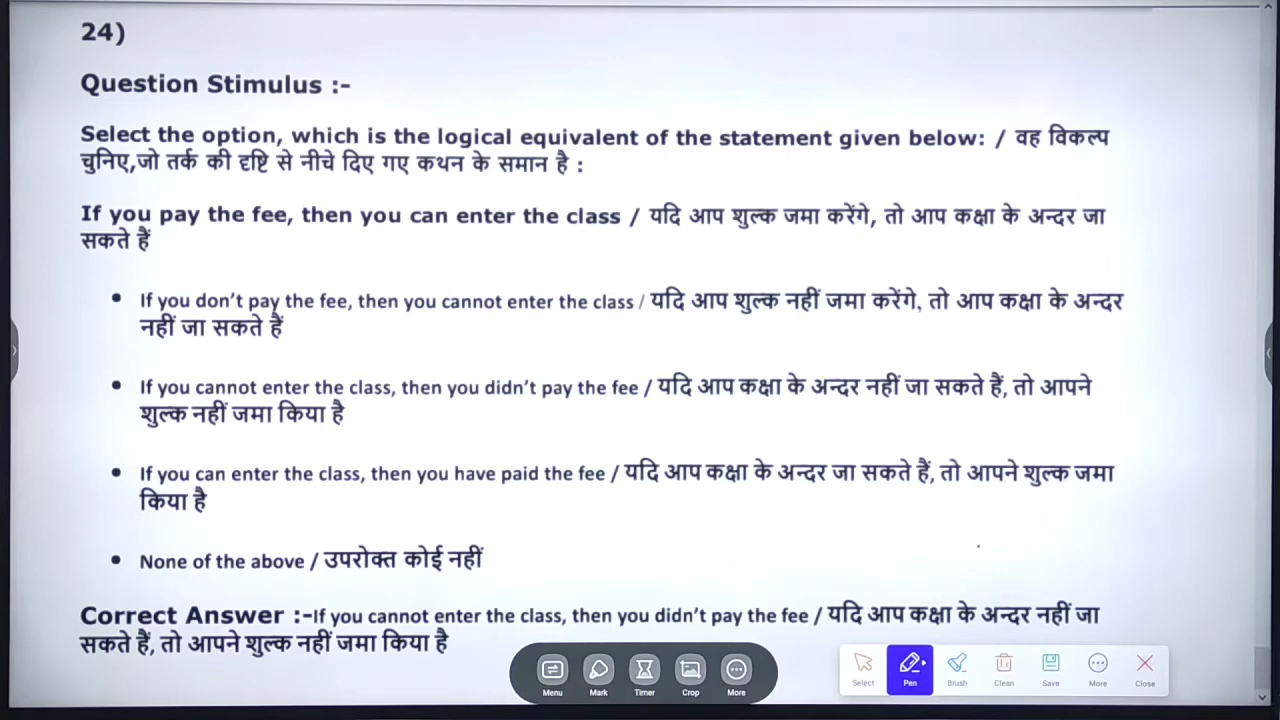 24)
Question Stimulus :-
Select the option, which is the logical equivalent of the statement given below: / वह विकल्प
चुनिए,जो तर्क की दृष्टि से नीचे दिए गए कथन के समान है :
If you pay the fee, then you can enter the class / यदि आप शुल्क जमा करेंगे, तो आप कक्षा के अन्दर जा
सकते हैं
• If you don't pay the fee, then you cannot enter the class / यदि आप शुल्क नहीं जमा करेंगे, तो आप कक्षा के अन्दर
नहीं जा सकते हैं
• If you cannot enter the class, then you didn't pay the fee / यदि आप कक्षा के अन्दर नहीं जा सकते हैं, तो आपने
शुल्क नहीं जमा किया है
• If you can enter the class, then you have paid the fee / यदि आप कक्षा के अन्दर जा सकते हैं, तो आपने शुल्क जमा
किया है
• None of the above / उपरोक्त कोई नहीं
Correct Answer :-If you cannot enter the class, then you didn't pay the fee / यदि आप कक्षा के अन्दर नहीं जा
सकते हैं, तो आपने शुल्क नहीं जमा किया है
Menu Mark Timer Crop More
Select Pen Brush Clean Save More Close